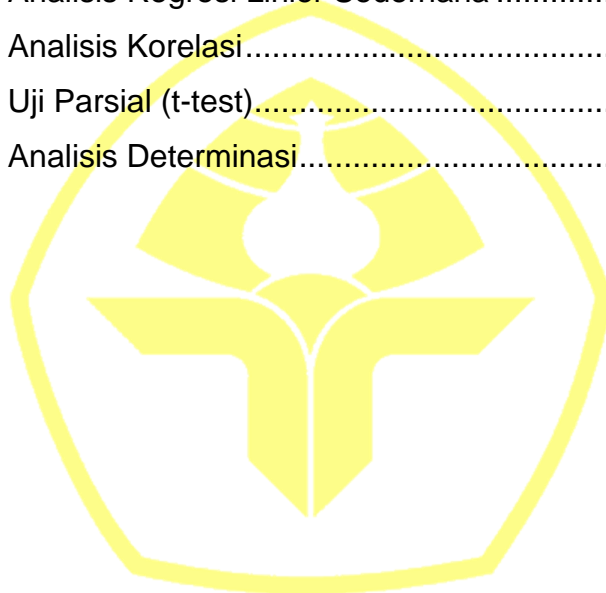 Analisis Regresi Linier Sederhana ............
Analisis Korelasi.......................................
Uji Parsial (t-test)......................................
Analisis Determinasi.................................